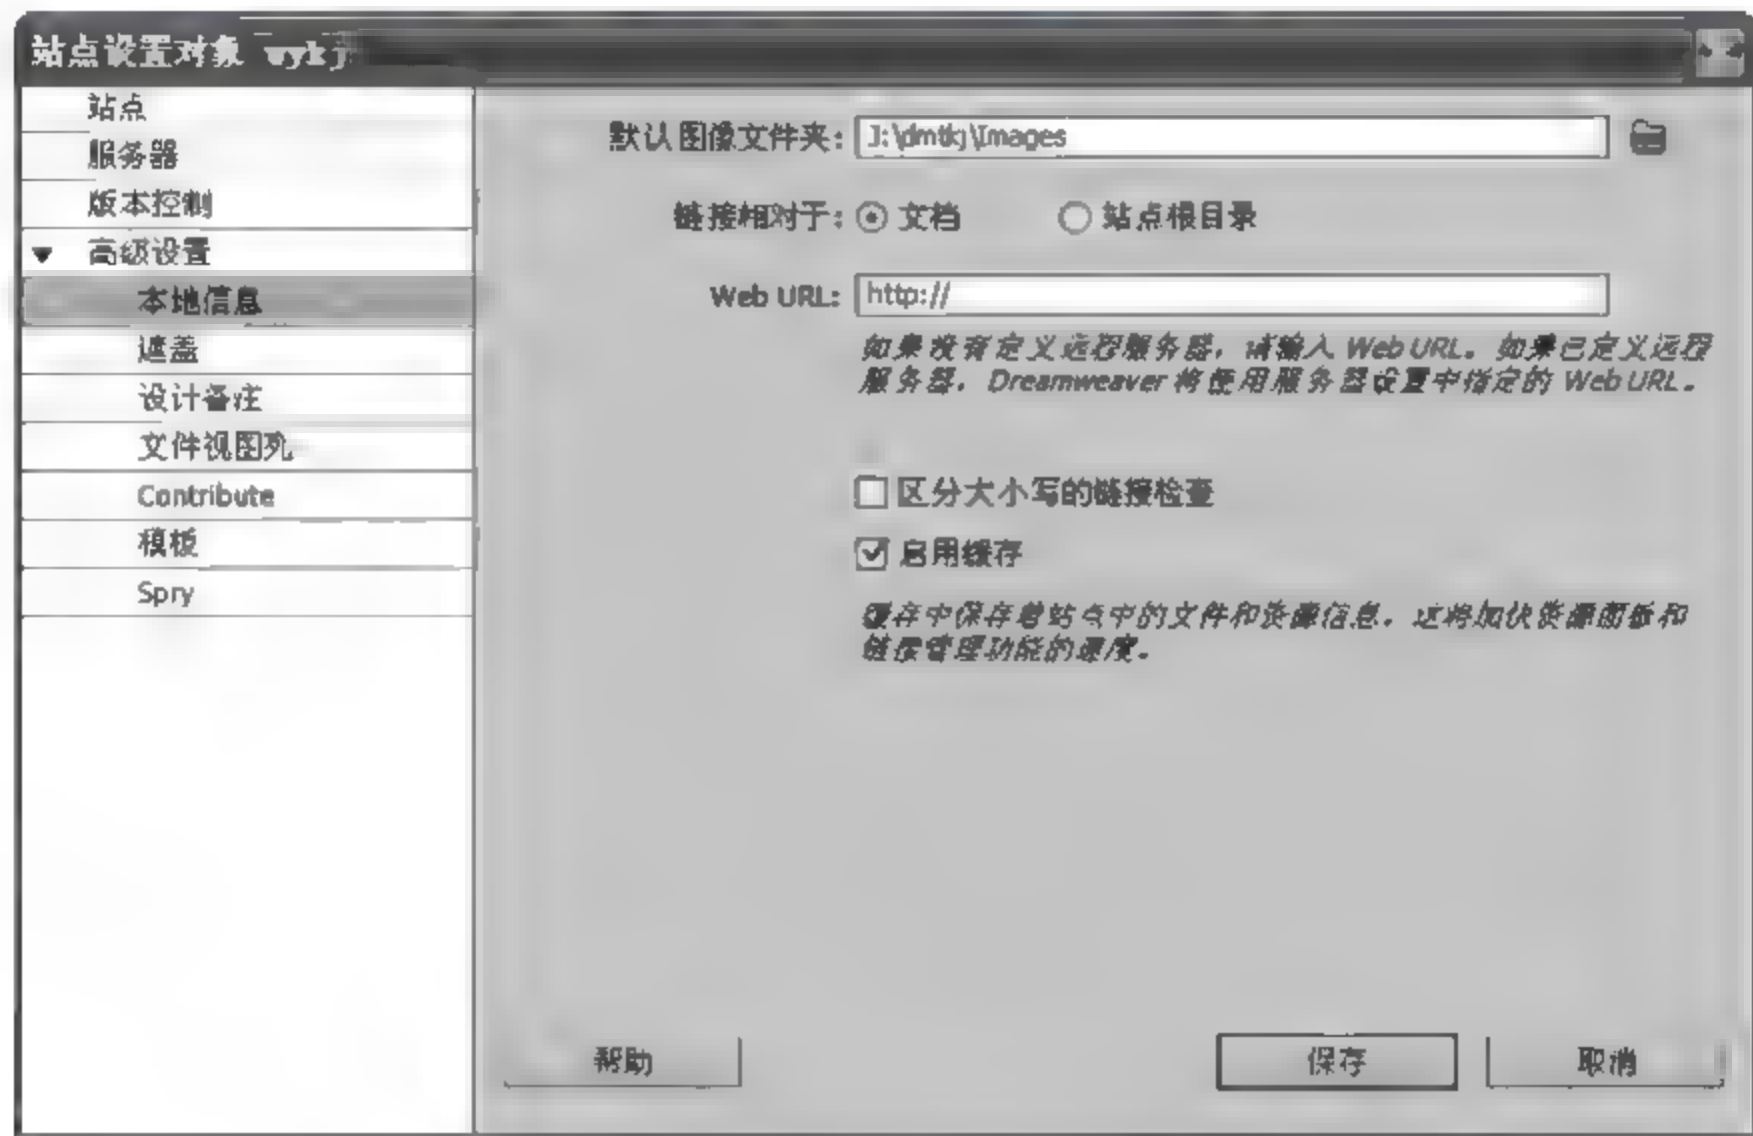 站点设置对象 wykj
站点
服务器
版本控制
高级设置
本地信息
遮盖
设计备注
文件视图列
Contribute
模板
Spry
默认图像文件夹: J:\dmtkj\Images
链接相对于: 文档 站点根目录
Web URL: http://
如果没有定义远程服务器，请输入 Web URL。如果已定义远程
服务器，Dreamweaver 将使用服务器设置中指定的 Web URL。
区分大小写的链接检查
启用缓存
缓存中保存着站点中的文件和资源信息。这将加快资源面板和
链接管理功能的速度。
帮助 保存 取消